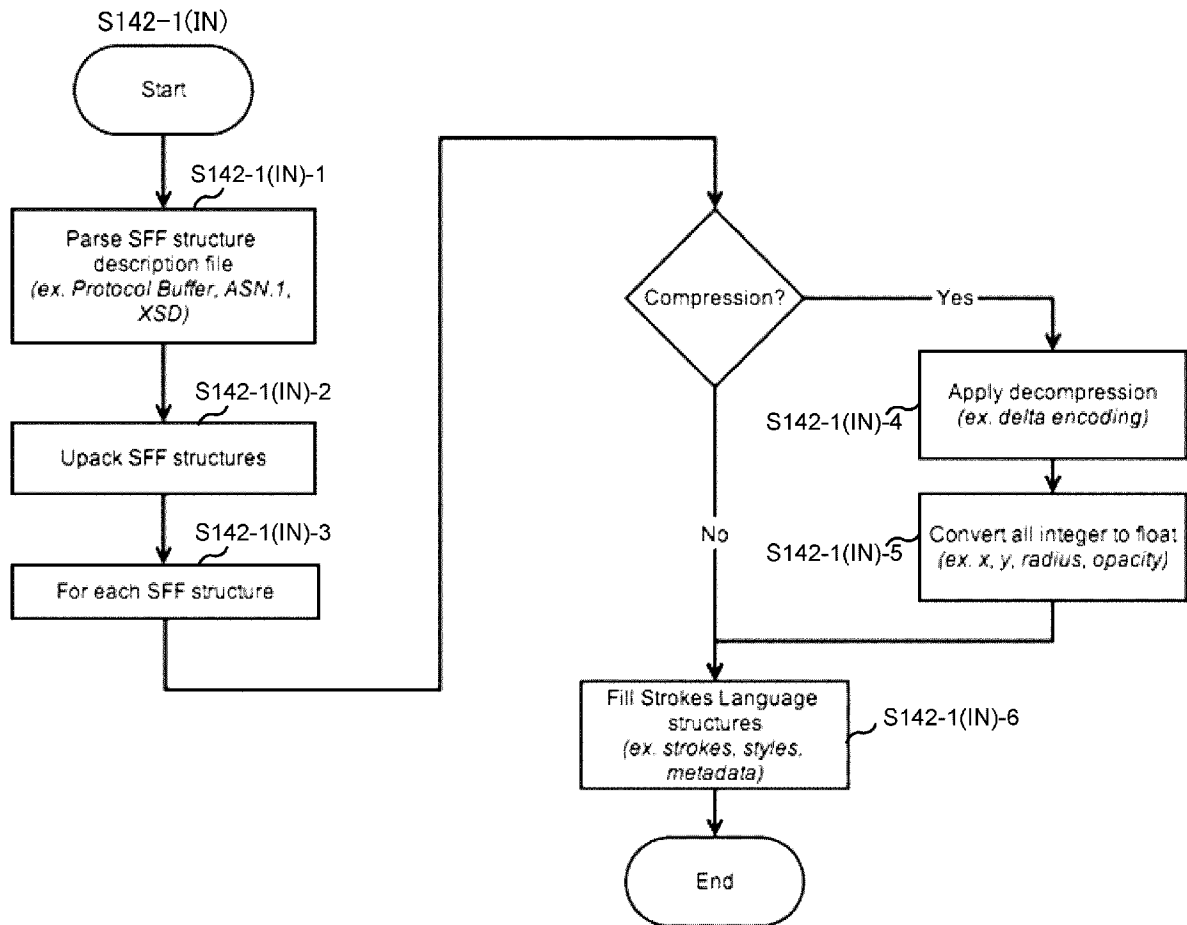 S142-1(IN)
Start
S142-1(IN)-1
Parse SFF structure
description file
(ex. Protocol Buffer, ASN.1,
XSD)
S142-1(IN)-2
Upack SFF structures
S142-1(IN)-3
For each SFF structure
Compression?
Yes
No
Apply decompression
(ex. delta encoding)
S142-1(IN)-4
Convert all integer to float
(ex. x, y, radius, opacity)
S142-1(IN)-5
Fill Strokes Language
structures
(ex. strokes, styles,
metadata)
S142-1(IN)-6
End